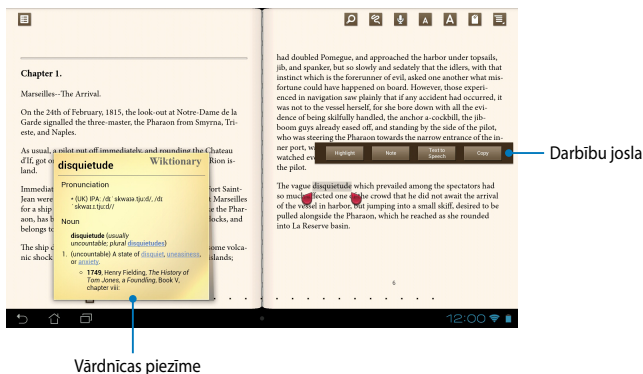 Chapter 1.
Marseilles--The Arrival.
On the 24th of February, 1815, the look-out at Notre-Dame de la
Garde signalled the three-master, the Pharaon from Smyrna, Tri-
este, and Naples.
As usual, a pilot put off immediately, and rounding the Chateau
d'If, got on
Rion is-
land.
Immediat
Fort Saint-
Jean were
t Marseilles
for a ship
ke the Phar-
aon, has b
ocks, and
belongs to
The ship d
some volca-
nic shock
islands;
disquietude
Wiktionary
Pronunciation
• (UK) IPA:
Noun
disquietude (usually
uncountable; plural disquietudes)
1. (uncountable) A state of disquiet, uneasiness,
or anxiety.
1749, Henry Fielding, The History of
Tom Jones, a Foundling, Book V,
chapter viii:
had doubled Pomegue, and approached the harbor under topsails,
jib, and spanker, but so slowly and sedately that the idlers, with that
instinct which is the forerunner of evil, asked one another what mis-
fortune could have happened on board. However, those experi-
enced in navigation saw plainly that if any accident had occurred, it
was not to the vessel herself, for she bore down with all the evi-
dence of being skilfully handled, the anchor a-cockbill, the jib-
boom guys already eased off, and standing by the side of the pilot,
who was steering the Pharaon towards the narrow entrance of the in-
ner port, w
watched eve
the pilot.
Highlight
Note
Text to
Speech
Copy
The vague disquietude which prevailed among the spectators had
so much affected one of the crowd that he did not await the arrival
of the vessel in harbor, but jumping into a small skiff, desired to be
pulled alongside the Pharaon, which he reached as she rounded
into La Reserve basin.
6
12:00
Darbību josla
Vārdnīcas piezīme